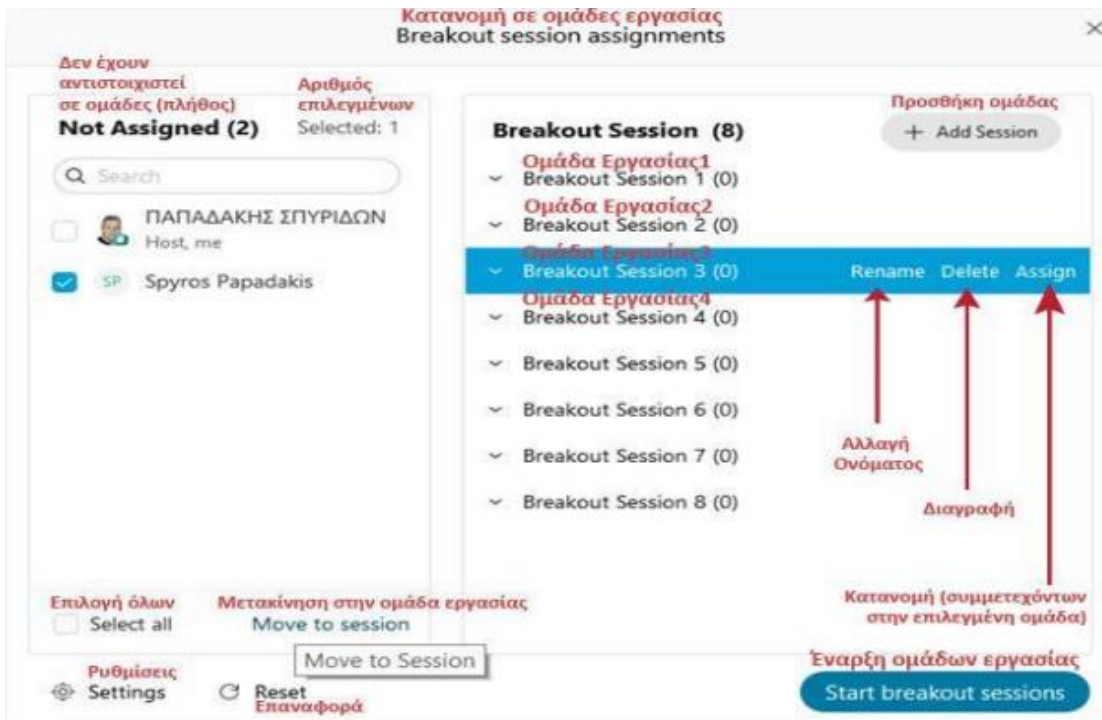 Κατανομή σε ομάδες εργασίας
Breakout session assignments
Δεν έχουν
αντιστοιχιστεί
σε ομάδες (πλήθος)
Αριθμός
επιλεγμένων
Not Assigned (2)
Selected: 1
Search
ΠΑΠΑΔΑΚΗΣ ΣΠΥΡΙΔΩΝ
Host, me
SP Spyros Papadakis
Επιλογή όλων
Select all
Μετακίνηση στην ομάδα εργασίας
Move to session
Move to Session
Ρυθμίσεις
Settings
Reset
Επαναφορά
Προσθήκη ομάδας
Breakout Session (8)
+ Add Session
Ομάδα Εργασίας1
Breakout Session 1 (0)
Ομάδα Εργασίας2
Breakout Session 2 (0)
Ομάδα Εργασίας3
Breakout Session 3 (0)
Rename Delete Assign
Ομάδα Εργασίας4
Breakout Session 4 (0)
Breakout Session 5 (0)
Breakout Session 6 (0)
Breakout Session 7 (0)
Breakout Session 8 (0)
Αλλαγή
Ονόματος
Διαγραφή
Κατανομή (συμμετεχόντων
στην επιλεγμένη ομάδα)
Έναρξη ομάδων εργασίας
Start breakout sessions